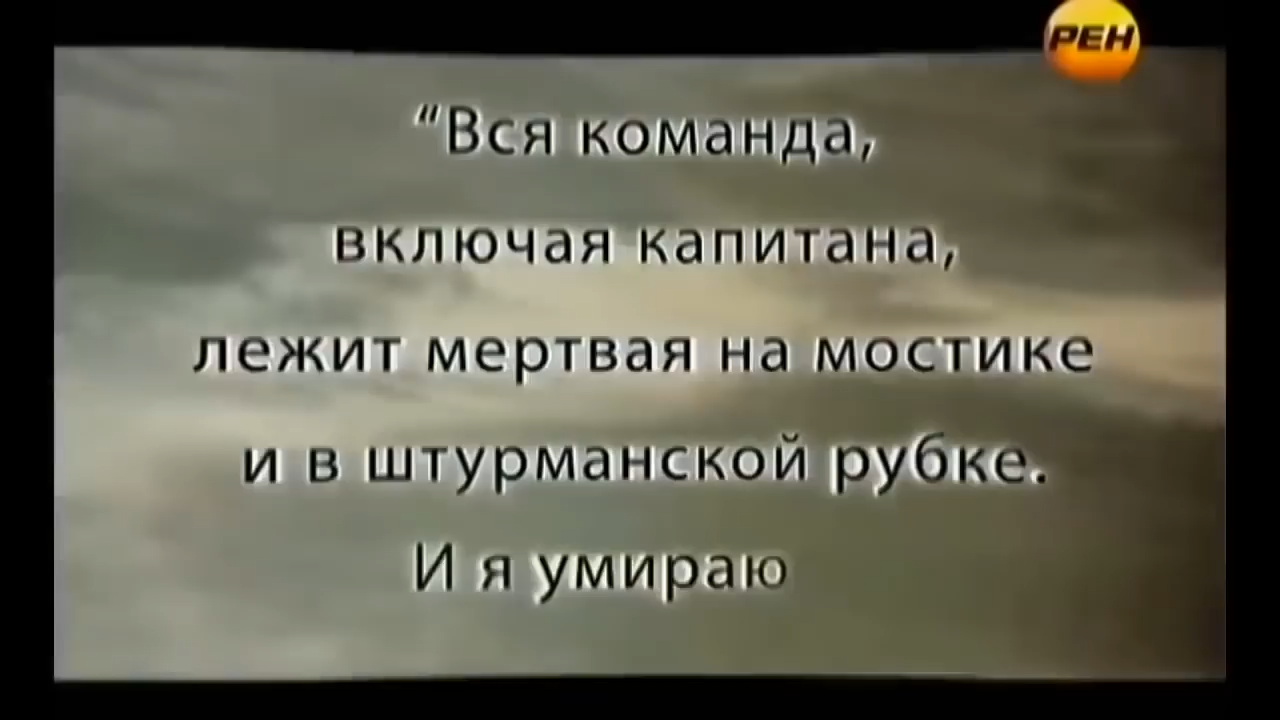 РЕН
“Вся команда,
включая капитана,
лежит мертвая на мостике
и в штурманской рубке.
И я умираю